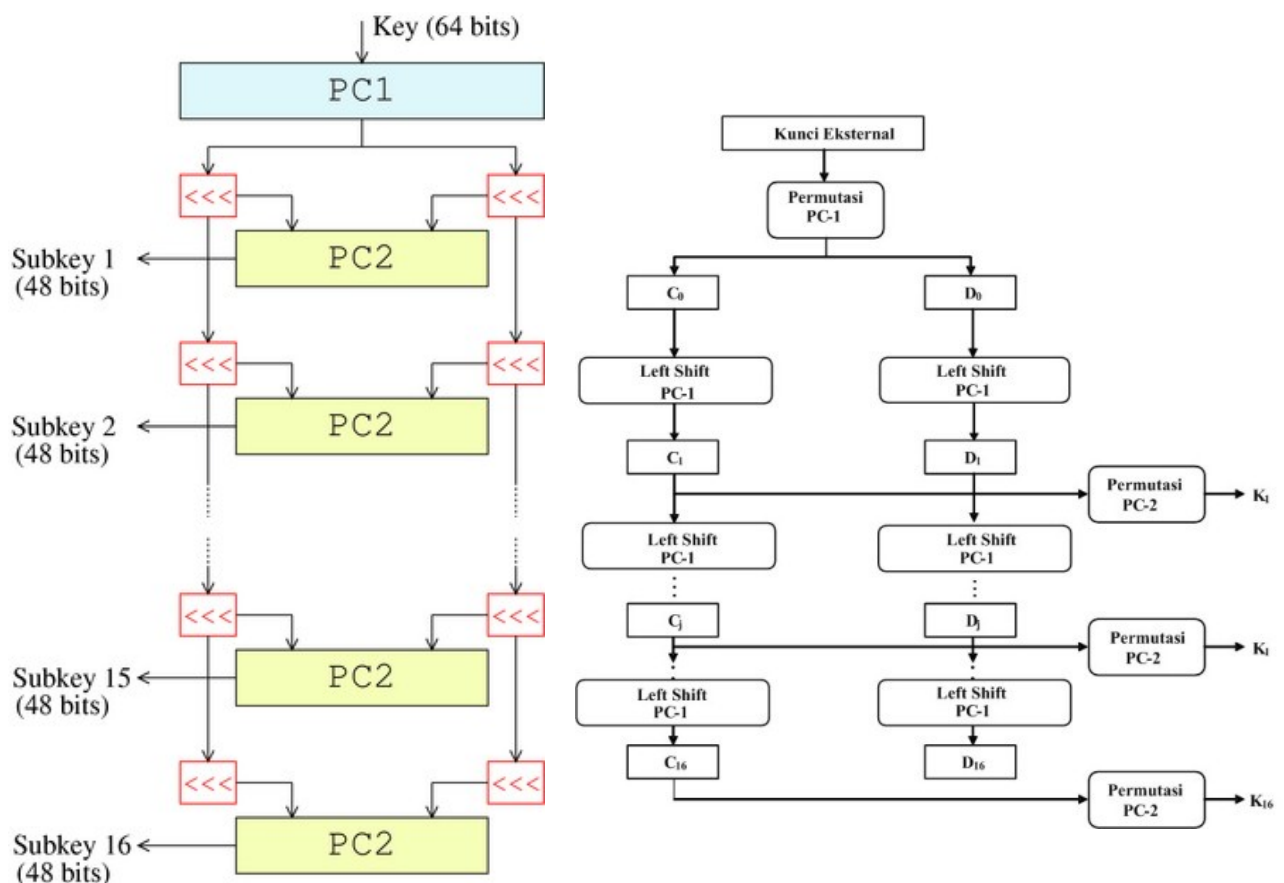 Key (64 bits)
PC1
<<<
<<<
PC2
Subkey 1
(48 bits)
<<<
<<<
PC2
Subkey 2
(48 bits)
<<<
<<<
PC2
Subkey 15
(48 bits)
<<<
<<<
PC2
Subkey 16
(48 bits)
Kunci Eksternal
Permutasi
PC-1
C₀
D₀
Left Shift
PC-1
Left Shift
PC-1
C₁
D₁
Permutasi
PC-2
K₁
Left Shift
PC-1
Left Shift
PC-1
Cⱼ
Dⱼ
Permutasi
PC-2
K₁
Left Shift
PC-1
Left Shift
PC-1
C₁₆
D₁₆
Permutasi
PC-2
K₁₆